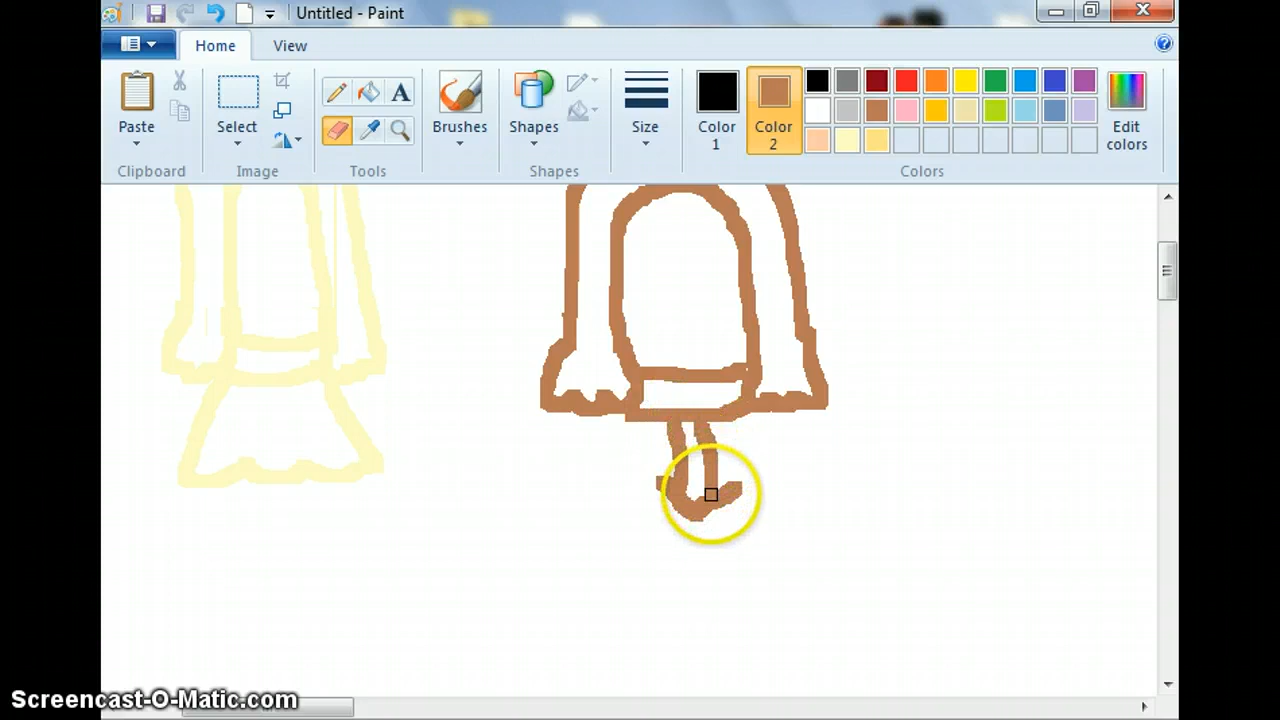 Untitled - Paint
Home View
Paste Select Brushes Shapes Size Color 1 Color 2 Edit colors
Clipboard Image Tools Shapes Colors
Screencast-O-Matic.com